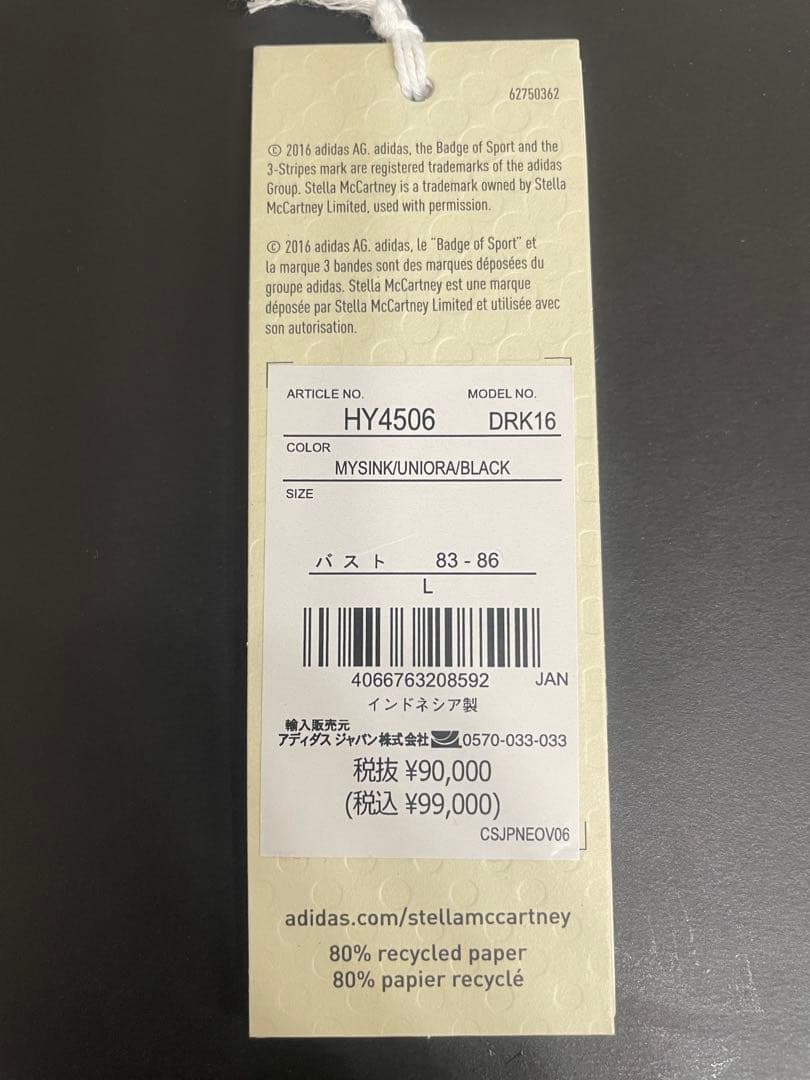 62750362
© 2016 adidas AG. adidas, the Badge of Sport and the
3-Stripes mark are registered trademarks of the adidas
Group. Stella McCartney is a trademark owned by Stella
McCartney Limited, used with permission.
© 2016 adidas AG. adidas, le "Badge of Sport" et
la marque 3 bandes sont des marques déposées du
groupe adidas. Stella McCartney est une marque
déposée par Stella McCartney Limited et utilisée avec
son autorisation.
ARTICLE NO. MODEL NO.
HY4506 DRK16
COLOR
MYSINK/UNIORA/BLACK
SIZE
バスト 83 - 86
L
4066763208592 JAN
インドネシア製
輸入販売元
アディダス ジャパン株式会社 0570-033-033
税抜 ¥90,000
(税込 ¥99,000)
CSJPNEOV06
adidas.com/stellamccartney
80% recycled paper
80% papier recyclé